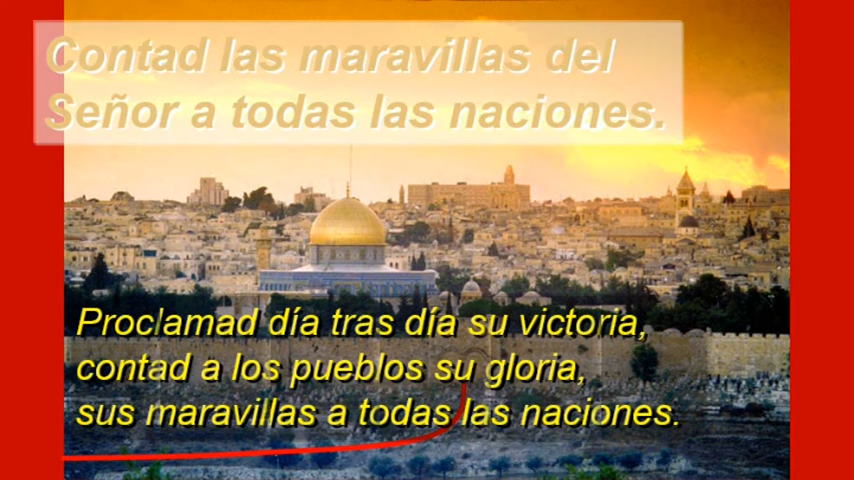 Contad las maravillas del
Señor a todas las naciones.
Proclamad día tras día su victoria,
contad a los pueblos su gloria,
sus maravillas a todas las naciones.